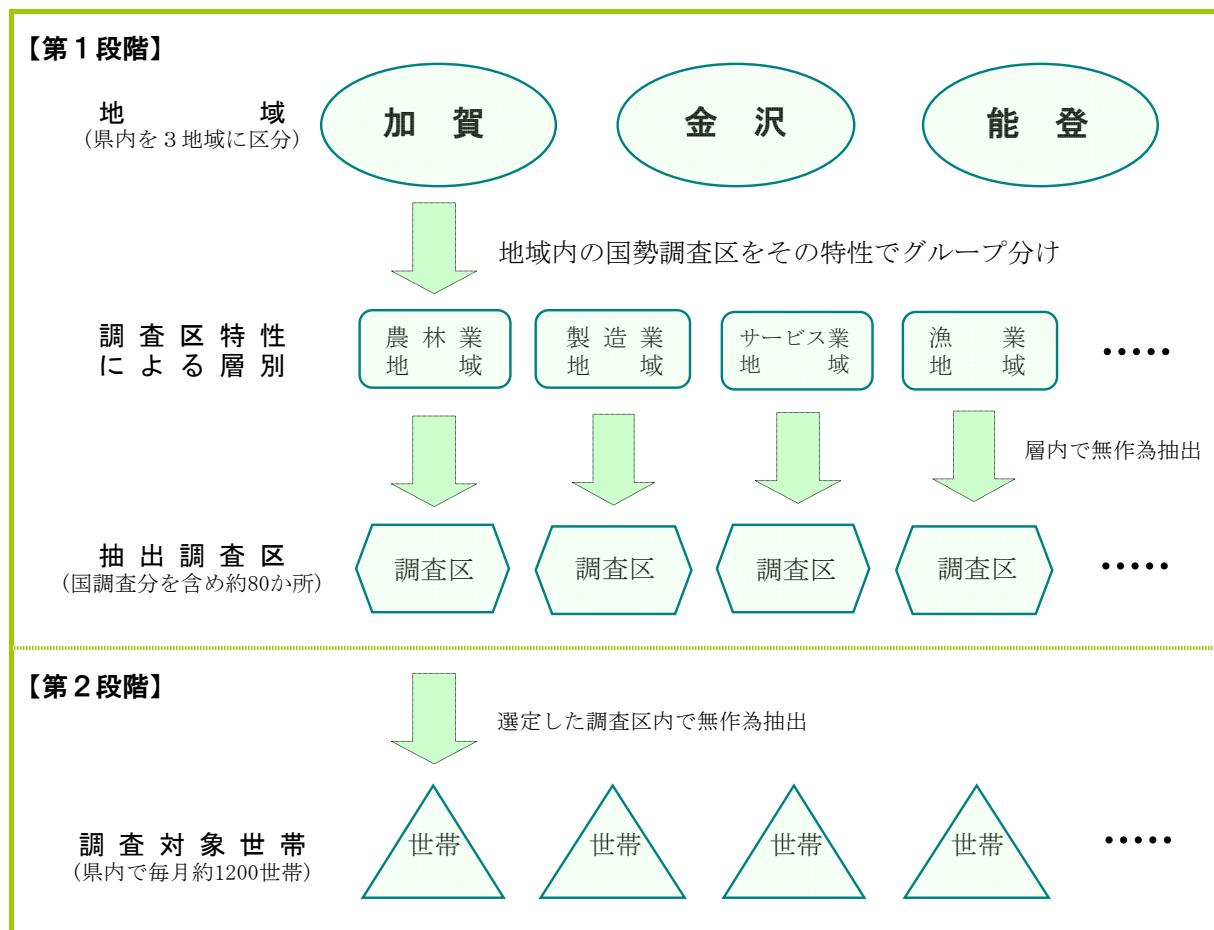 【第１段階】
地域
(県内を３地域に区分)
加賀
金沢
能登
地域内の国勢調査区をその特性でグループ分け
調査区特性
による層別
農林業
地域
製造業
地域
サービス業
地域
漁業
地域
•••••
層内で無作為抽出
抽出調査区
(国調査分を含め約80か所)
調査区
調査区
調査区
調査区
•••••
【第２段階】
選定した調査区内で無作為抽出
調査対象世帯
(県内で毎月約1200世帯)
世帯
世帯
世帯
世帯
•••••